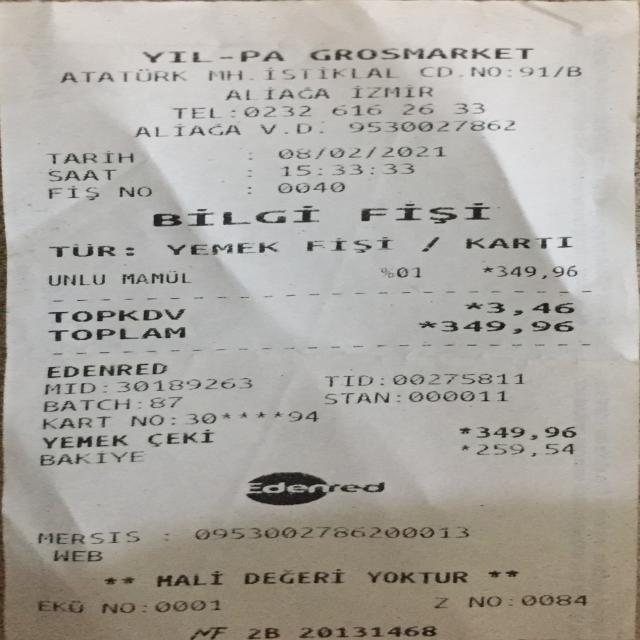 YIL-PA GROSMARKET
ATATÜRK MH.İSTİKLAL CD.NO:91/B
ALİAĞA İZMİR
TEL:0232 616 26 33
ALİAĞA V.D. 9530027862
TARİH : 08/02/2021
SAAT : 15:33:33
FİŞ NO : 0040
BİLGİ FİŞİ
TÜR: YEMEK FİŞİ / KARTI
UNLU MAMÜL %01 *349,96
TOPKDV *3,46
TOPLAM *349,96
EDENRED
MID:30189263 TID:00275811
BATCH:87 STAN:000011
KART NO:30****94
YEMEK ÇEKİ *349,96
BAKİYE *259,54
Edenred
MERSIS : 0953002786200013
WEB
** MALİ DEĞERİ YOKTUR **
EKÜ NO:0001 Z NO:0084
MF 2B 20131468